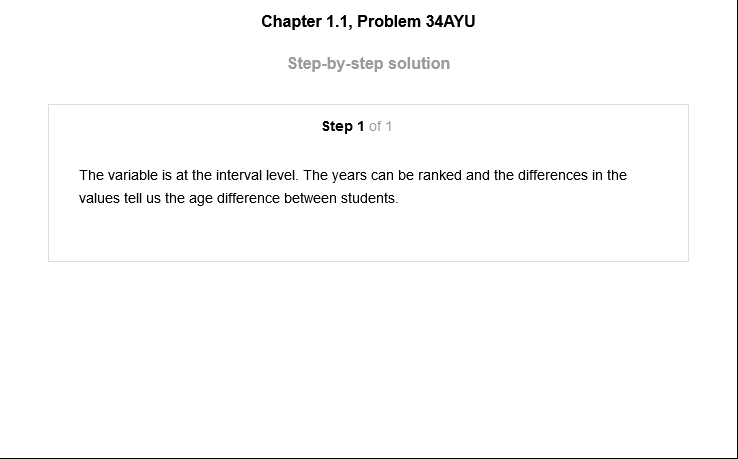 Chapter 1.1, Problem 34AYU
Step-by-step solution
Step 1 of 1
The variable is at the interval level. The years can be ranked and the differences in the
values tell us the age difference between students.